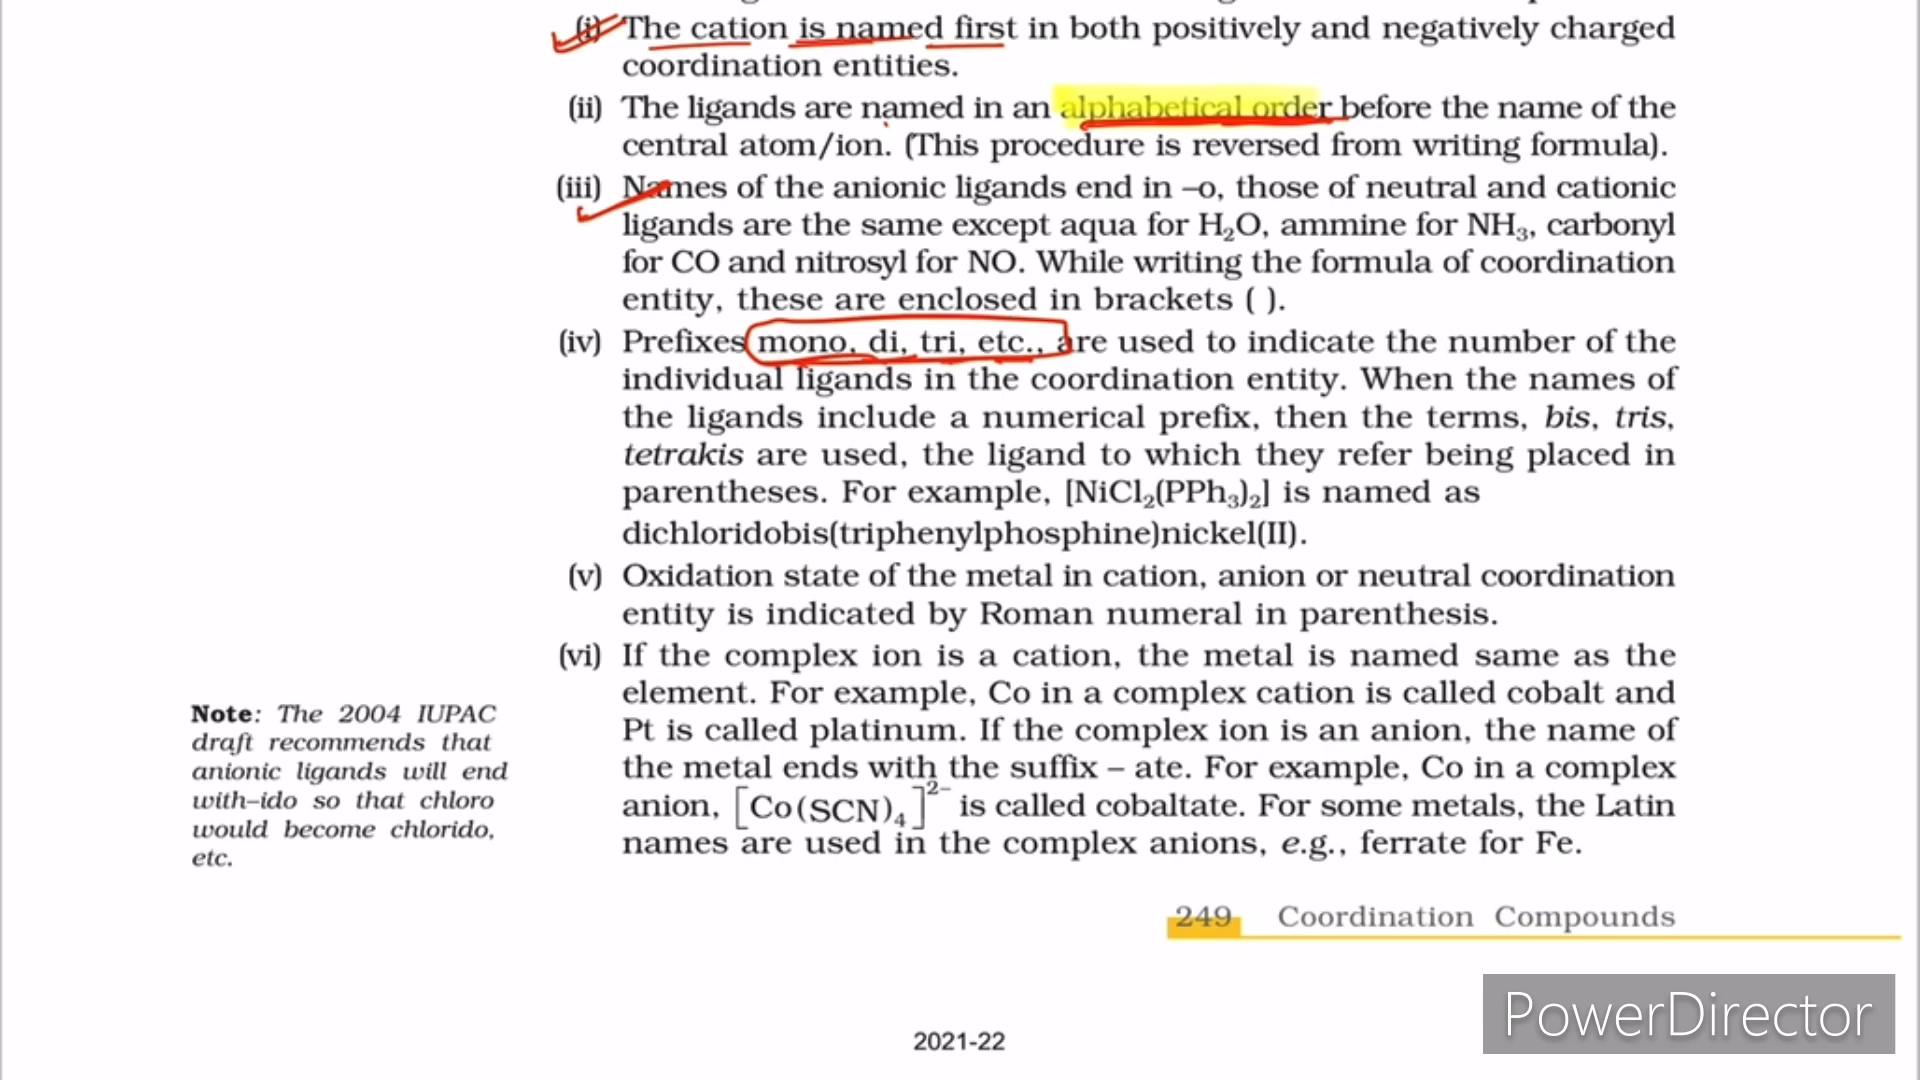 (i) The cation is named first in both positively and negatively charged
coordination entities.
(ii) The ligands are named in an alphabetical order before the name of the
central atom/ion. (This procedure is reversed from writing formula).
(iii) Names of the anionic ligands end in –o, those of neutral and cationic
ligands are the same except aqua for H₂O, ammine for NH₃, carbonyl
for CO and nitrosyl for NO. While writing the formula of coordination
entity, these are enclosed in brackets ( ).
(iv) Prefixes mono, di, tri, etc., are used to indicate the number of the
individual ligands in the coordination entity. When the names of
the ligands include a numerical prefix, then the terms, bis, tris,
tetrakis are used, the ligand to which they refer being placed in
parentheses. For example, [NiCl₂(PPh₃)₂] is named as
dichloridobis(triphenylphosphine)nickel(II).
(v) Oxidation state of the metal in cation, anion or neutral coordination
entity is indicated by Roman numeral in parenthesis.
(vi) If the complex ion is a cation, the metal is named same as the
element. For example, Co in a complex cation is called cobalt and
Pt is called platinum. If the complex ion is an anion, the name of
the metal ends with the suffix – ate. For example, Co in a complex
anion, [Co(SCN)₄]²⁻ is called cobaltate. For some metals, the Latin
names are used in the complex anions, e.g., ferrate for Fe.
Note: The 2004 IUPAC
draft recommends that
anionic ligands will end
with–ido so that chloro
would become chlorido,
etc.
249 Coordination Compounds
PowerDirector
2021-22